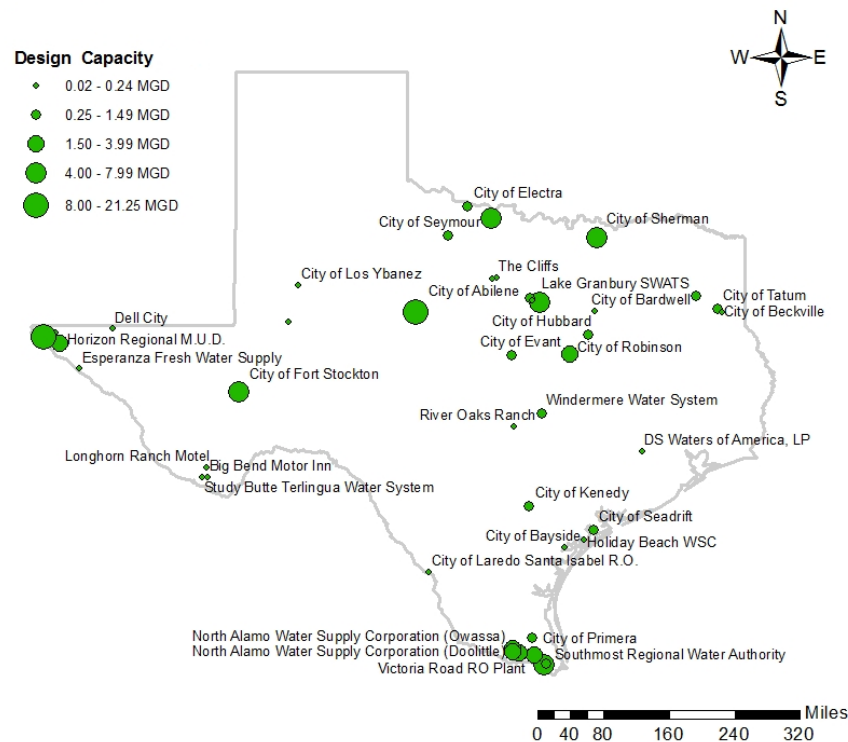 N
W E
S
Design Capacity
0.02 - 0.24 MGD
0.25 - 1.49 MGD
1.50 - 3.99 MGD
4.00 - 7.99 MGD
8.00 - 21.25 MGD
City of Electra
City of Seymour
City of Sherman
The Cliffs
City of Los Ybanez
Lake Granbury SWATS
City of Abilene
City of Bardwell
City of Tatum
City of Beckville
Dell City
City of Hubbard
Horizon Regional M.U.D.
City of Evant
City of Robinson
Esperanza Fresh Water Supply
City of Fort Stockton
Windermere Water System
River Oaks Ranch
DS Waters of America, LP
Longhorn Ranch Motel
Big Bend Motor Inn
Study Butte Terlingua Water System
City of Kenedy
City of Seadrift
City of Bayside
Holiday Beach WSC
City of Laredo Santa Isabel R.O.
North Alamo Water Supply Corporation (Owassa)
City of Primera
North Alamo Water Supply Corporation (Doolittle)
Southmost Regional Water Authority
Victoria Road RO Plant
Miles
0 40 80 160 240 320